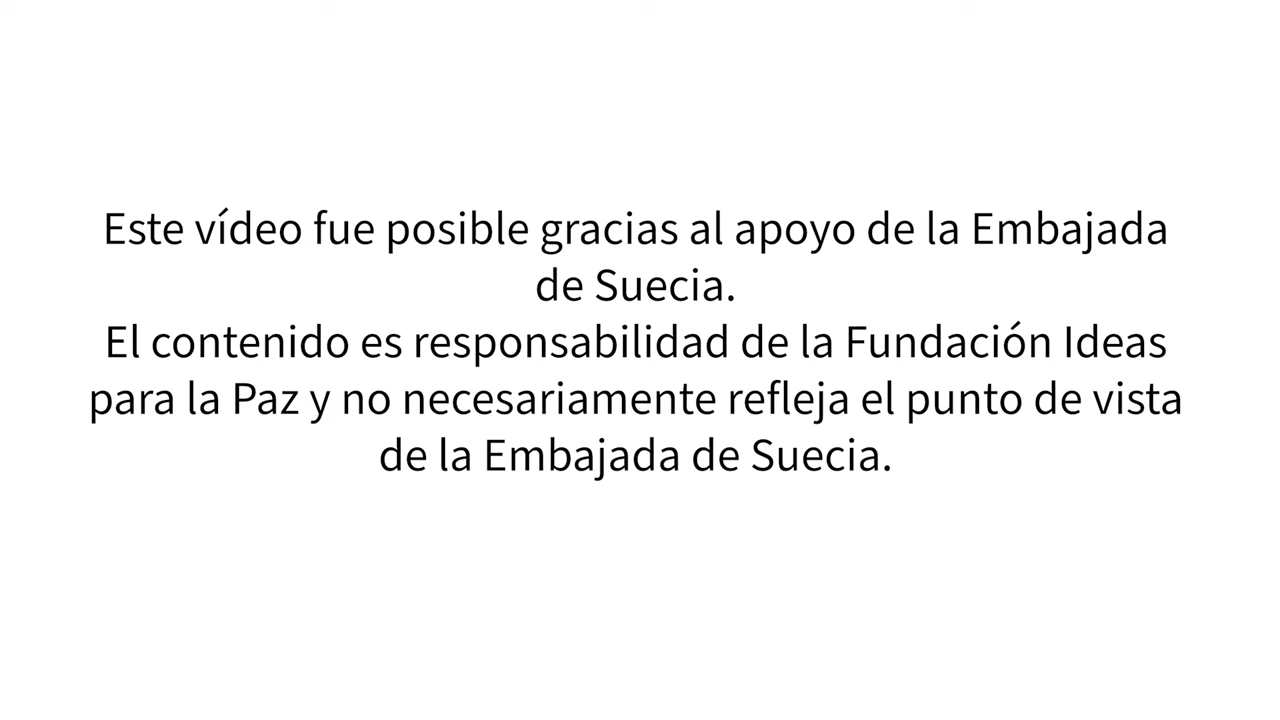 Este vídeo fue posible gracias al apoyo de la Embajada
de Suecia.
El contenido es responsabilidad de la Fundación Ideas
para la Paz y no necesariamente refleja el punto de vista
de la Embajada de Suecia.